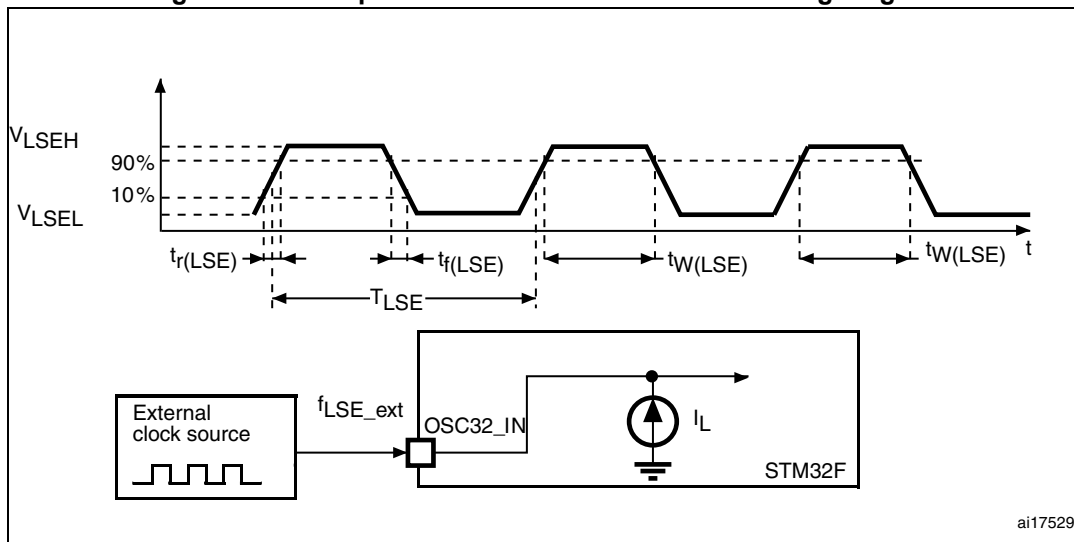 V_LSEH
90%
10%
V_LSEL
t_r(LSE)
t_f(LSE)
t_W(LSE)
t_W(LSE)
t
T_LSE
External
clock source
f_LSE_ext
OSC32_IN
I_L
STM32F
ai17529